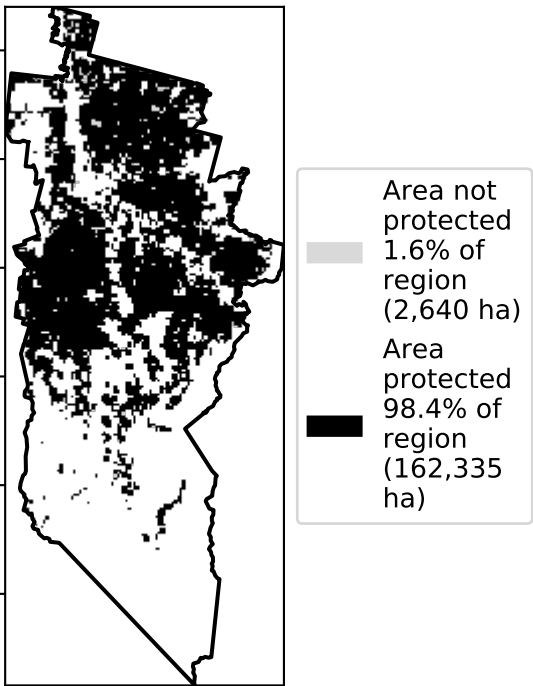 Area not
protected
1.6% of
region
(2,640 ha)
Area
protected
98.4% of
region
(162,335
ha)